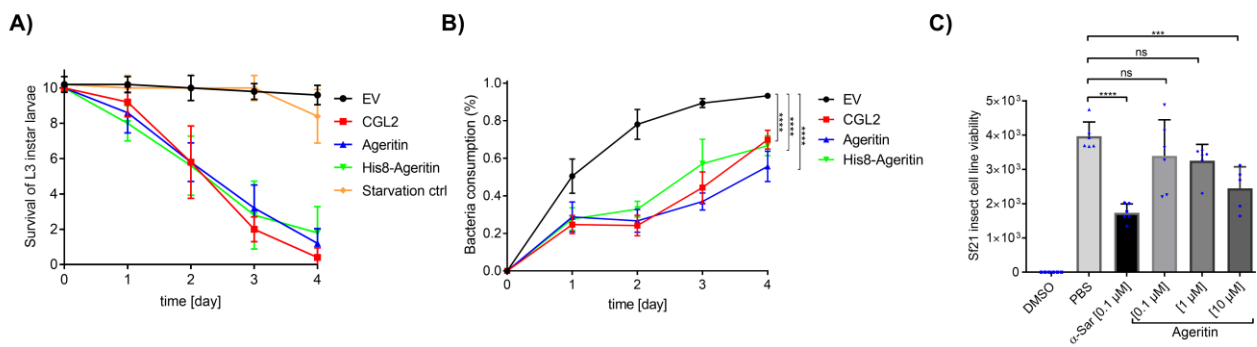 A)
Survival of L3 instar larvae
10
8
6
4
2
0
0 1 2 3 4
time [day]
EV
CGL2
Ageritin
His8-Ageritin
Starvation ctrl
B)
Bacteria consumption (%)
1.0
0.8
0.6
0.4
0.2
0.0
0 1 2 3 4
time [day]
****
****
****
EV
CGL2
Ageritin
His8-Ageritin
C)
Sf21 insect cell line viability
***
ns
ns
****
5×10³
4×10³
3×10³
2×10³
1×10³
0
DMSO
PBS
α-Sar [0.1 µM]
[0.1 µM]
[1 µM]
[10 µM]
Ageritin